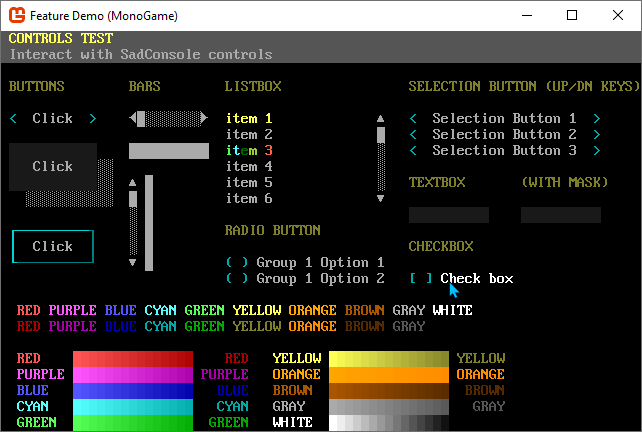 Feature Demo (MonoGame)
CONTROLS TEST
Interact with SadConsole controls
BUTTONS BARS LISTBOX SELECTION BUTTON (UP/DN KEYS)
< Click > item 1 < Selection Button 1 >
item 2 < Selection Button 2 >
Click item 3 < Selection Button 3 >
item 4
item 5 TEXTBOX (WITH MASK)
item 6
RADIO BUTTON
Click CHECKBOX
( ) Group 1 Option 1
( ) Group 1 Option 2 [ ] Check box
RED PURPLE BLUE CYAN GREEN YELLOW ORANGE BROWN GRAY WHITE
RED PURPLE BLUE CYAN GREEN YELLOW ORANGE BROWN GRAY
RED RED YELLOW YELLOW
PURPLE PURPLE ORANGE ORANGE
BLUE BLUE BROWN BROWN
CYAN CYAN GRAY GRAY
GREEN GREEN WHITE